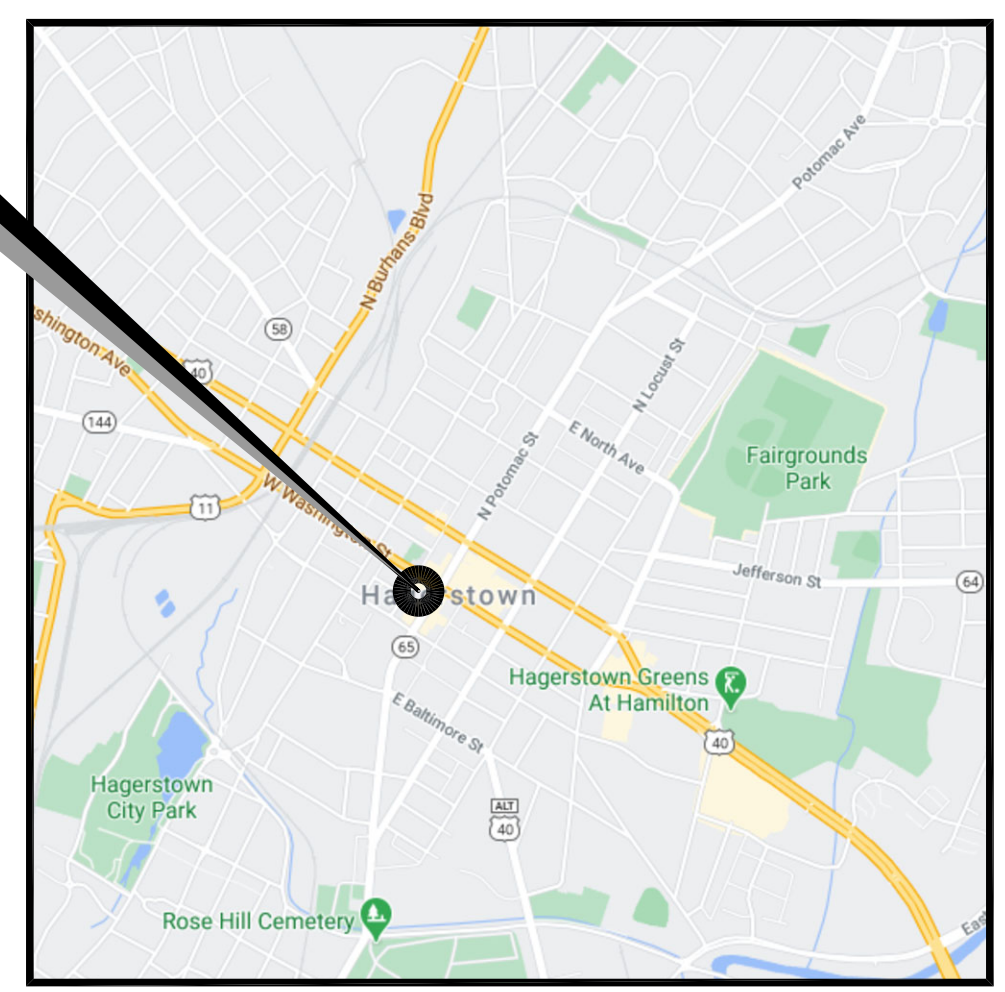 Potomac Ave
N Burhans Blvd
58
N Locust St
shington Ave
40
144
E North Ave
Fairgrounds
Park
N Potomac St
11
W Washington St
Jefferson St
64
Ha stown
65
Hagerstown Greens
At Hamilton
E Baltimore St
40
Hagerstown
City Park
ALT
40
Rose Hill Cemetery
East